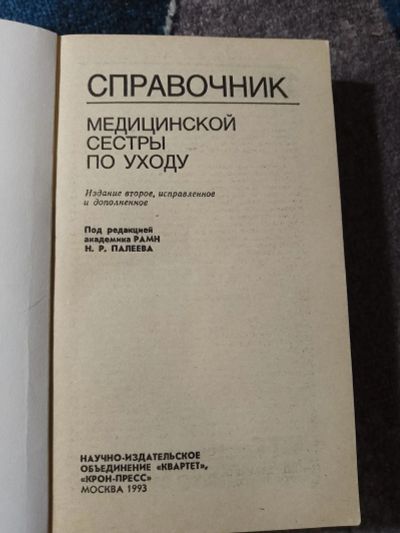 СПРАВОЧНИК
МЕДИЦИНСКОЙ
СЕСТРЫ
ПО УХОДУ
Издание второе, исправленное
и дополненное
Под редакцией
академика РАМН
Н. Р. ПАЛЕЕВА
НАУЧНО-ИЗДАТЕЛЬСКОЕ
ОБЪЕДИНЕНИЕ «КВАРТЕТ»,
«КРОН-ПРЕСС»
МОСКВА 1993